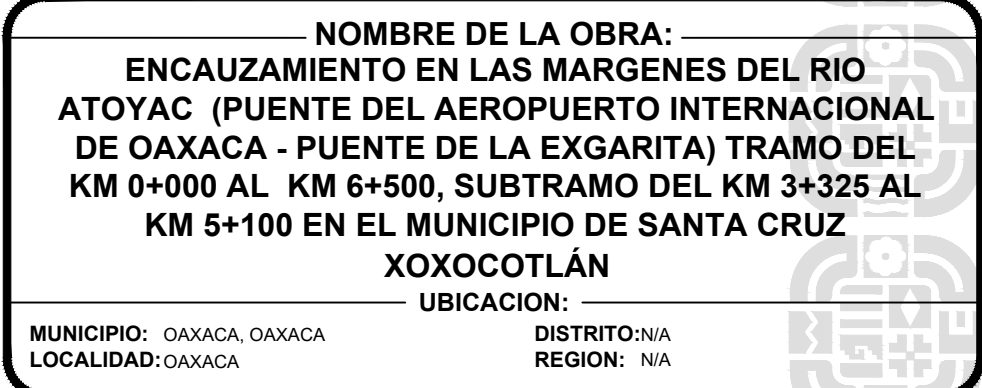 NOMBRE DE LA OBRA:
ENCAUZAMIENTO EN LAS MARGENES DEL RIO
ATOYAC (PUENTE DEL AEROPUERTO INTERNACIONAL
DE OAXACA - PUENTE DE LA EXGARITA) TRAMO DEL
KM 0+000 AL KM 6+500, SUBTRAMO DEL KM 3+325 AL
KM 5+100 EN EL MUNICIPIO DE SANTA CRUZ
XOXOCOTLÁN
UBICACION:
MUNICIPIO: OAXACA, OAXACA DISTRITO:N/A
LOCALIDAD:OAXACA REGION: N/A